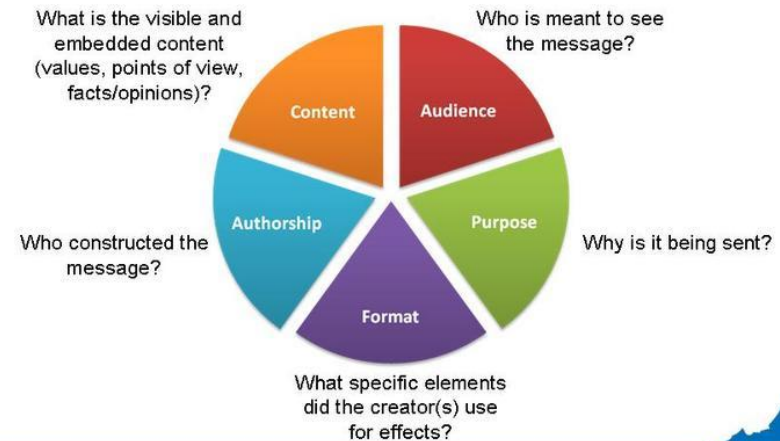 What is the visible and
embedded content
(values, points of view,
facts/opinions)?
Who is meant to see
the message?
Content
Audience
Authorship
Purpose
Who constructed the
message?
Why is it being sent?
Format
What specific elements
did the creator(s) use
for effects?